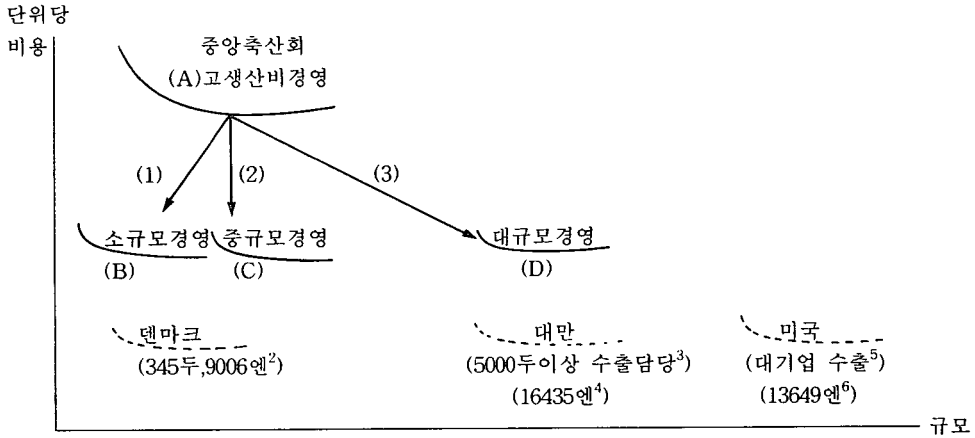 단위당
비용
중앙축산회
(A)고생산비경영
(1)
(2)
(3)
소규모경영
중규모경영
대규모경영
(B)
(C)
(D)
덴마크
대만
미국
(345두,9006엔2)
(5000두이상 수출담당3)
(대기업 수출5)
(16435엔4)
(13649엔6)
규모